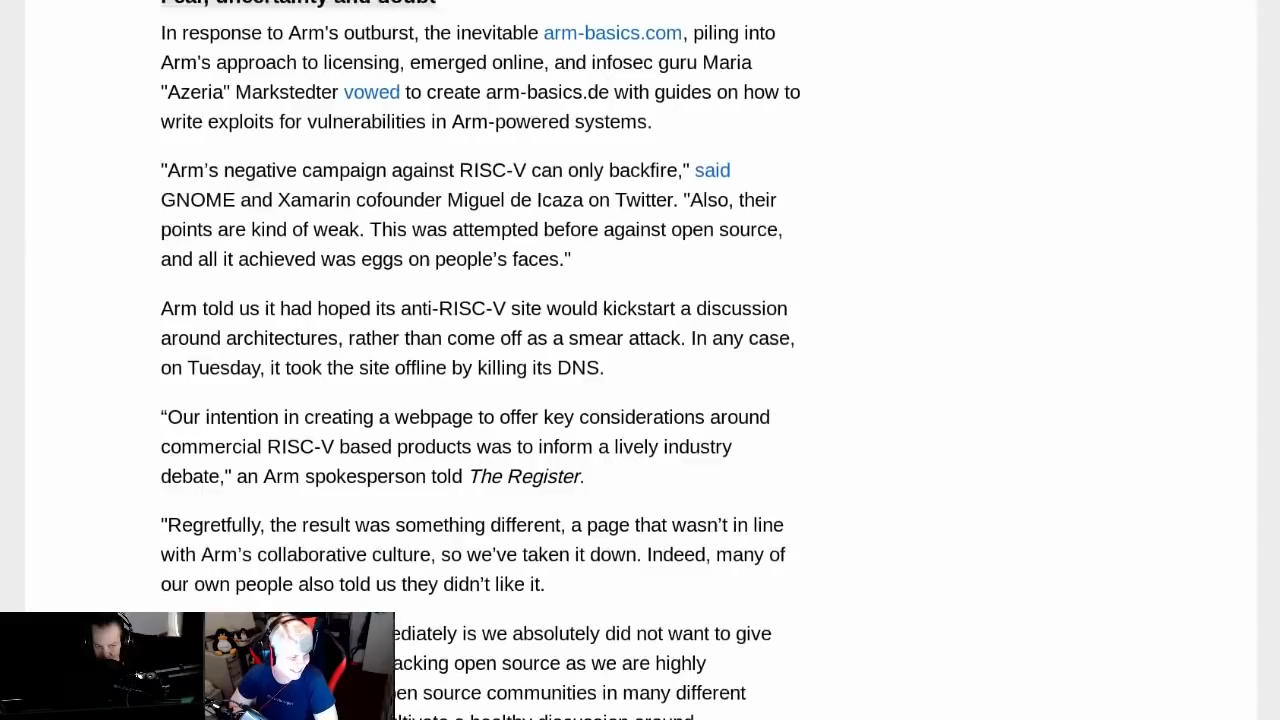 Fear, uncertainty and doubt
In response to Arm's outburst, the inevitable arm-basics.com, piling into
Arm's approach to licensing, emerged online, and infosec guru Maria
"Azeria" Markstedter vowed to create arm-basics.de with guides on how to
write exploits for vulnerabilities in Arm-powered systems.
"Arm’s negative campaign against RISC-V can only backfire," said
GNOME and Xamarin cofounder Miguel de Icaza on Twitter. "Also, their
points are kind of weak. This was attempted before against open source,
and all it achieved was eggs on people’s faces."
Arm told us it had hoped its anti-RISC-V site would kickstart a discussion
around architectures, rather than come off as a smear attack. In any case,
on Tuesday, it took the site offline by killing its DNS.
“Our intention in creating a webpage to offer key considerations around
commercial RISC-V based products was to inform a lively industry
debate," an Arm spokesperson told The Register.
"Regretfully, the result was something different, a page that wasn’t in line
with Arm’s collaborative culture, so we’ve taken it down. Indeed, many of
our own people also told us they didn’t like it.
ediately is we absolutely did not want to give
acking open source as we are highly
en source communities in many different
ltivate a healthy discussion around